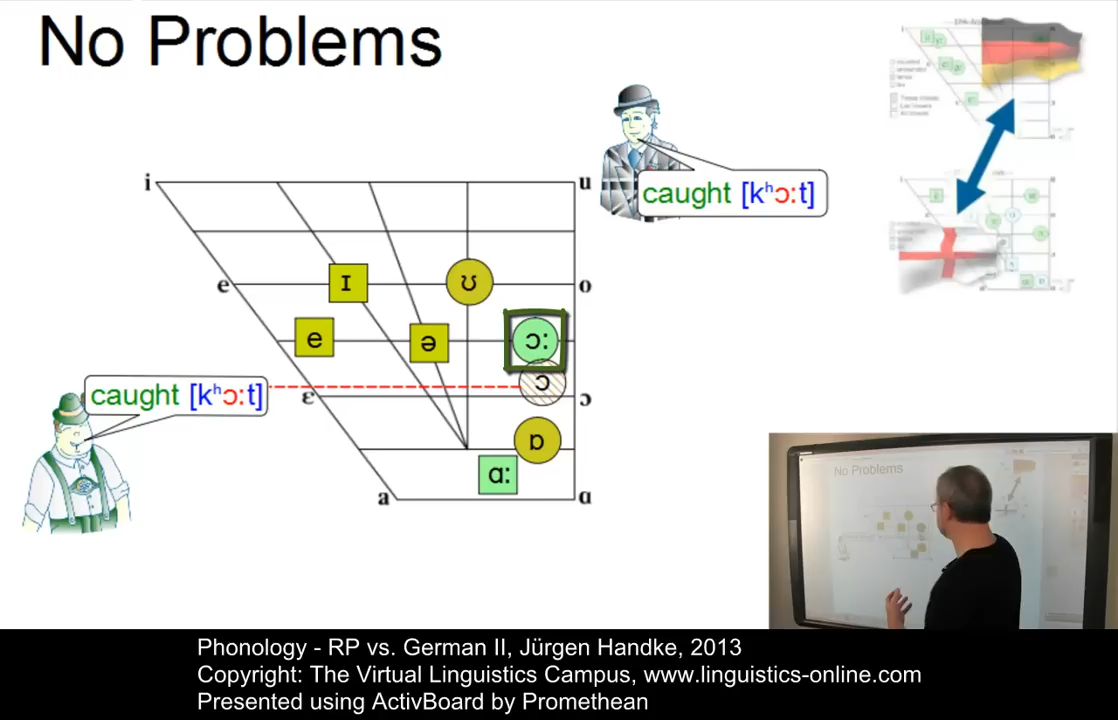 No Problems
caught [kʰɔːt]
i
u
e
ɪ
ʊ
o
e
ə
ɔː
ɔ
caught [kʰɔːt]
ɛ
ɔ
ɒ
ɑː
a
ɑ
No Problems
Phonology - RP vs. German II, Jürgen Handke, 2013
Copyright: The Virtual Linguistics Campus, www.linguistics-online.com
Presented using ActivBoard by Promethean